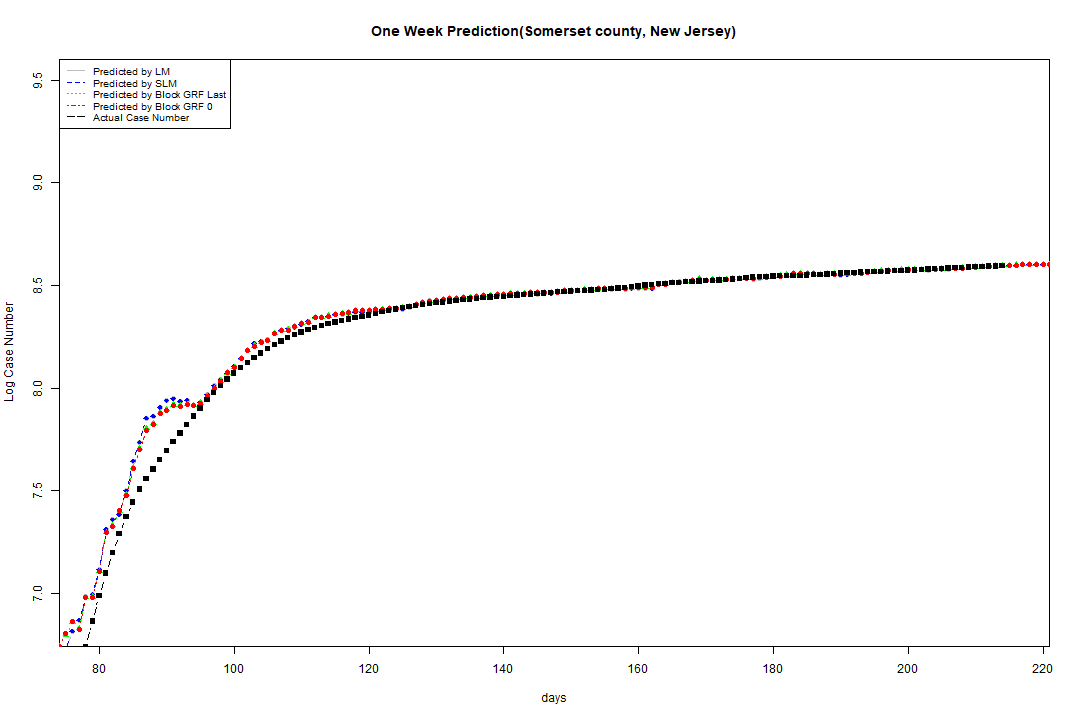 One Week Prediction(Somerset county, New Jersey)
Predicted by LM
Predicted by SLM
Predicted by Block GRF Last
Predicted by Block GRF 0
Actual Case Number
9.5
9.0
8.5
8.0
7.5
7.0
Log Case Number
80 100 120 140 160 180 200 220
days